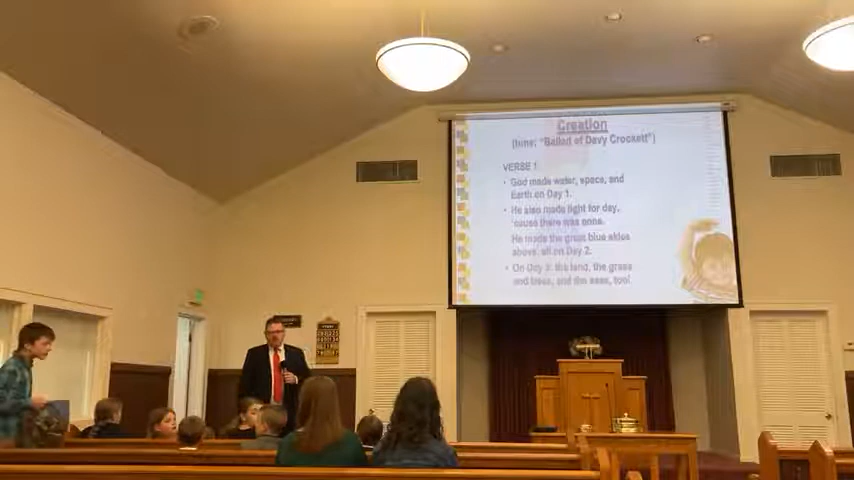 Creation
(tune: "Ballad of Davy Crockett")
VERSE 1
• God made water, space, and
Earth on Day 1.
• He also made light for day,
'cause there was none.
He made the great blue skies
above, all on Day 2.
• On Day 3: the land, the grass
and trees, and the seas, too!